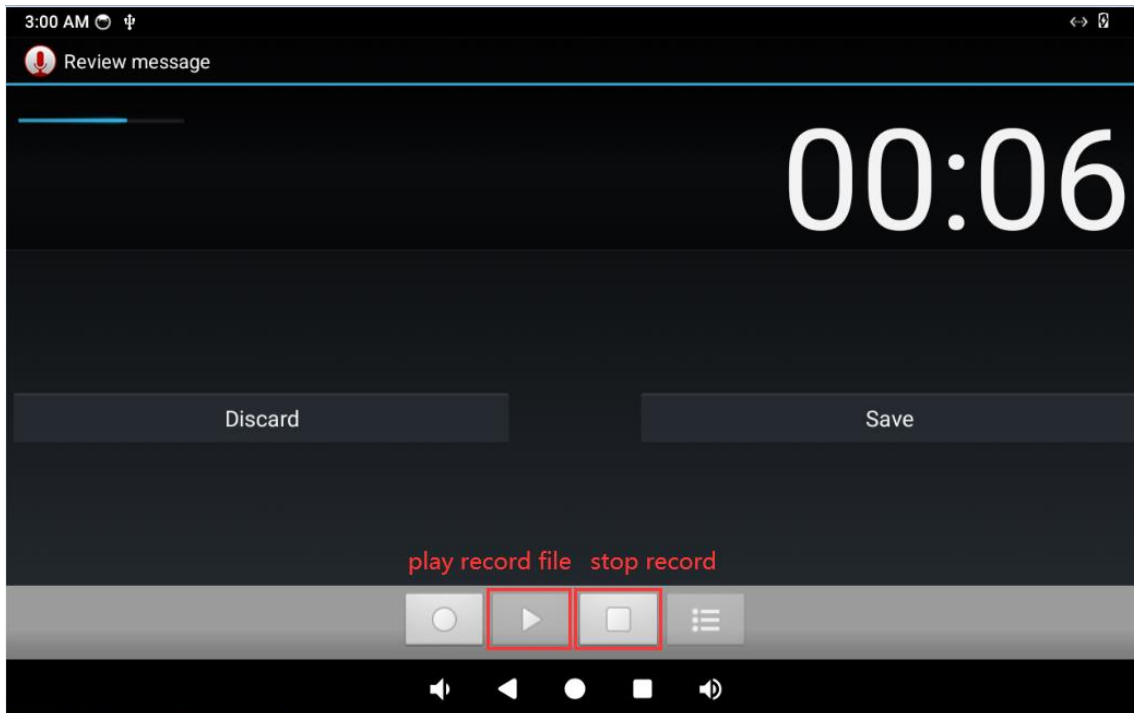 3:00 AM
Review message
00:06
Discard
Save
play record file
stop record